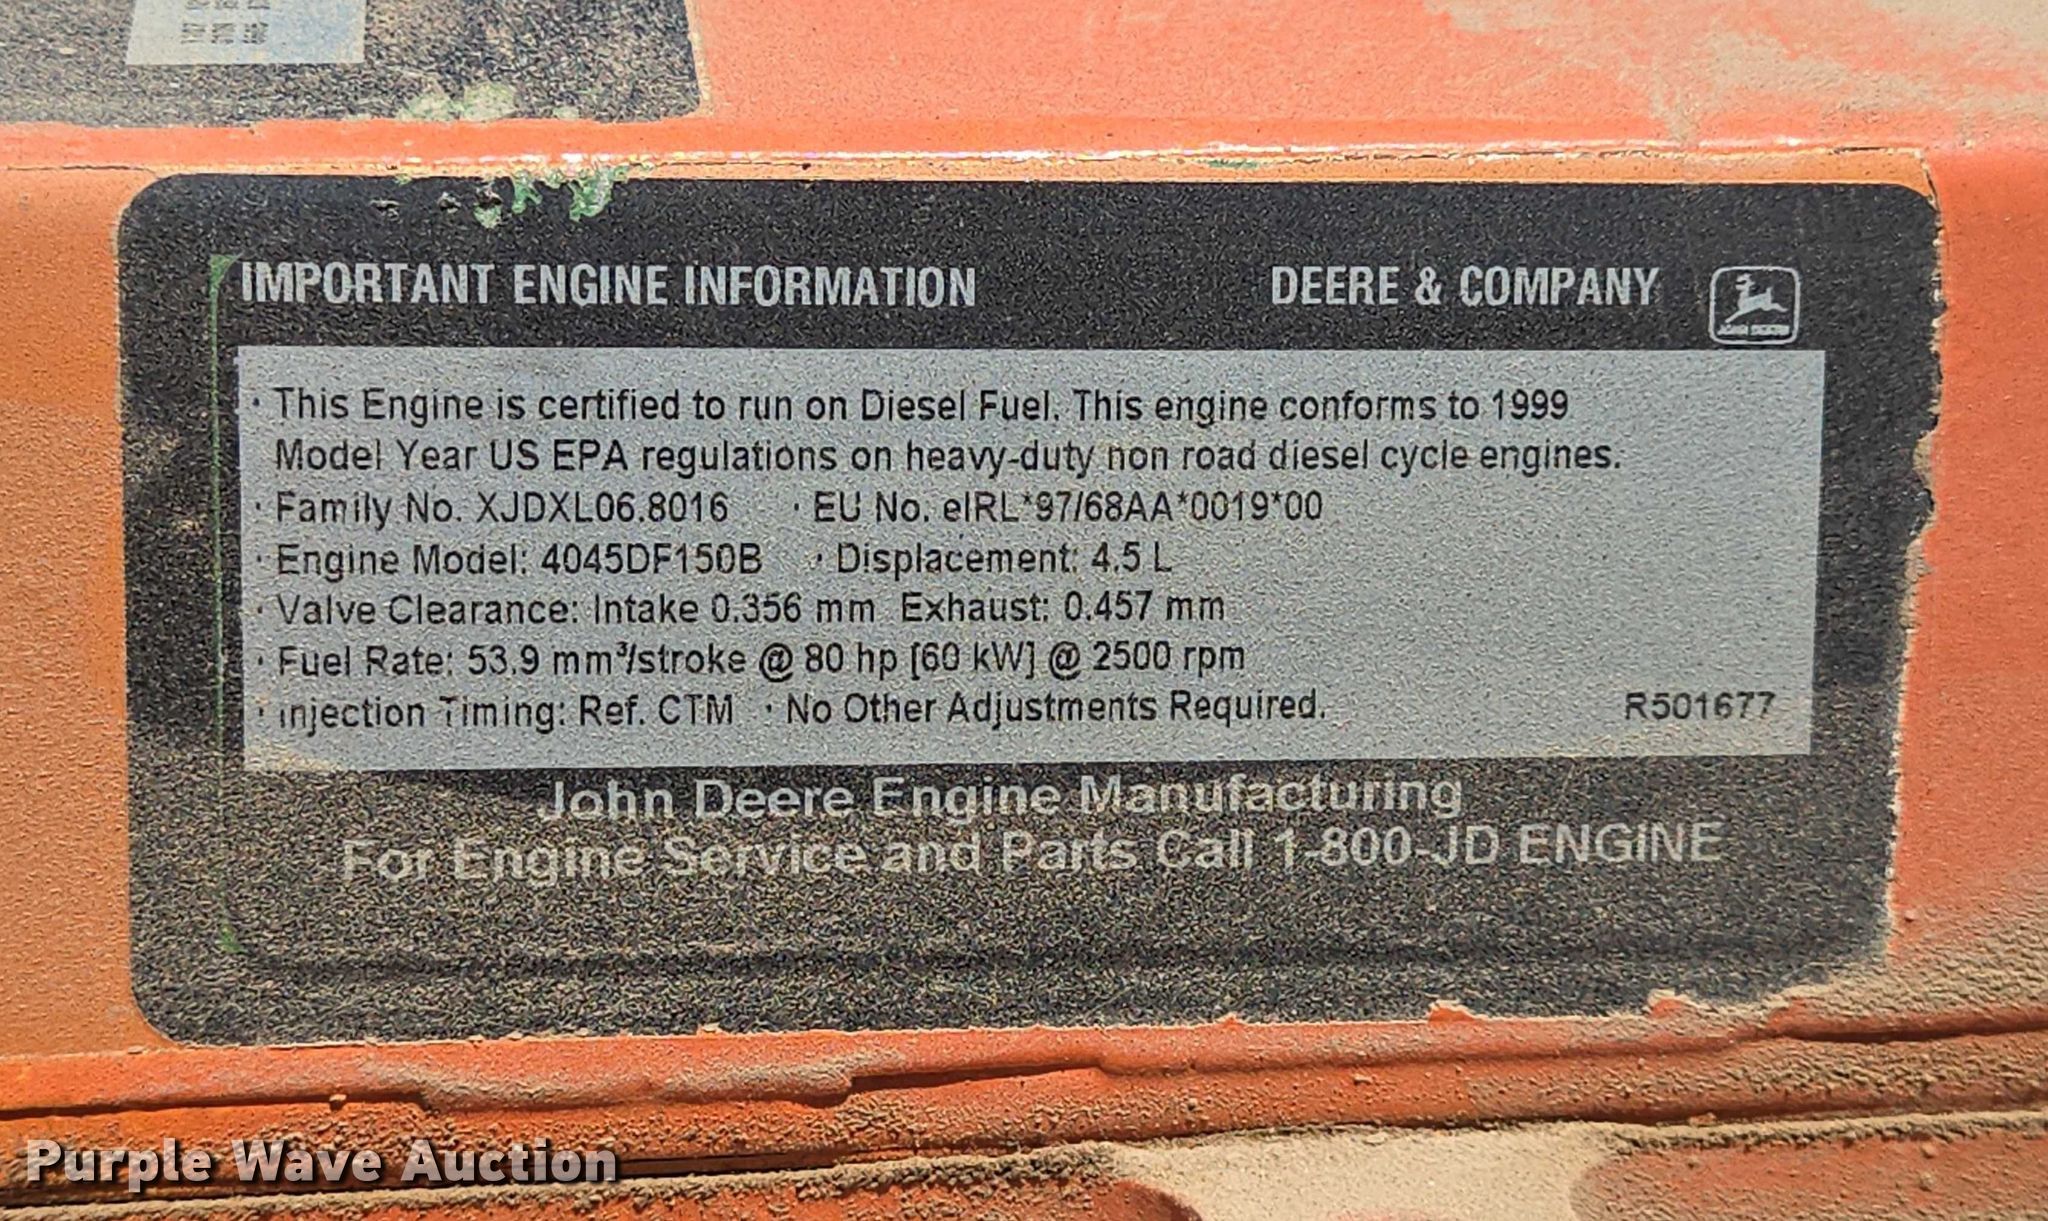 IMPORTANT ENGINE INFORMATION DEERE & COMPANY
JOHN DEERE
· This Engine is certified to run on Diesel Fuel. This engine conforms to 1999
Model Year US EPA regulations on heavy-duty non road diesel cycle engines.
· Family No. XJDXL06.8016 · EU No. eIRL*97/68AA*0019*00
· Engine Model: 4045DF150B · Displacement: 4.5 L
· Valve Clearance: Intake 0.356 mm Exhaust: 0.457 mm
· Fuel Rate: 53.9 mm³/stroke @ 80 hp [60 kW] @ 2500 rpm
· Injection Timing: Ref. CTM · No Other Adjustments Required. R501677
John Deere Engine Manufacturing
For Engine Service and Parts Call 1-800-JD ENGINE
Purple Wave Auction